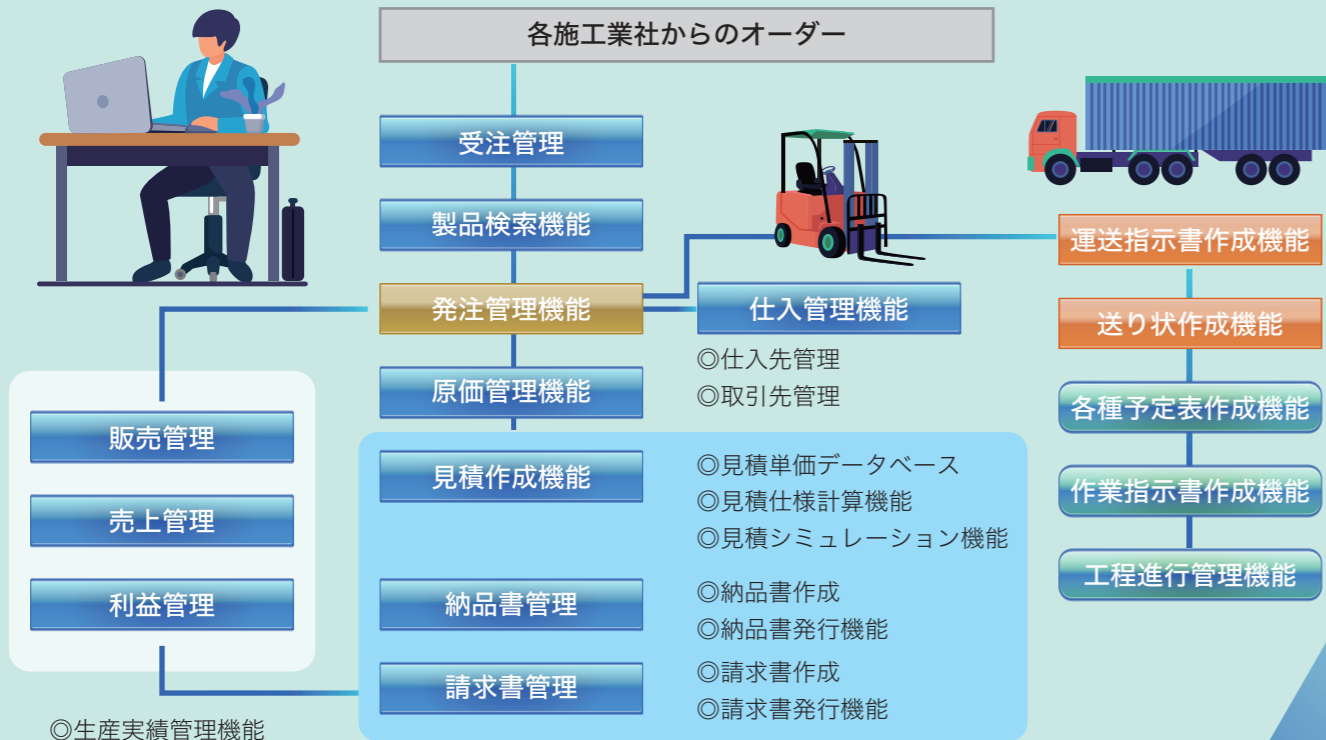 各施工業社からのオーダー
受注管理
製品検索機能
発注管理機能
原価管理機能
仕入管理機能
◎仕入先管理
◎取引先管理
運送指示書作成機能
送り状作成機能
各種予定表作成機能
作業指示書作成機能
工程進行管理機能
販売管理
売上管理
利益管理
見積作成機能
◎見積単価データベース
◎見積仕様計算機能
◎見積シミュレーション機能
納品書管理
◎納品書作成
◎納品書発行機能
請求書管理
◎請求書作成
◎請求書発行機能
◎生産実績管理機能